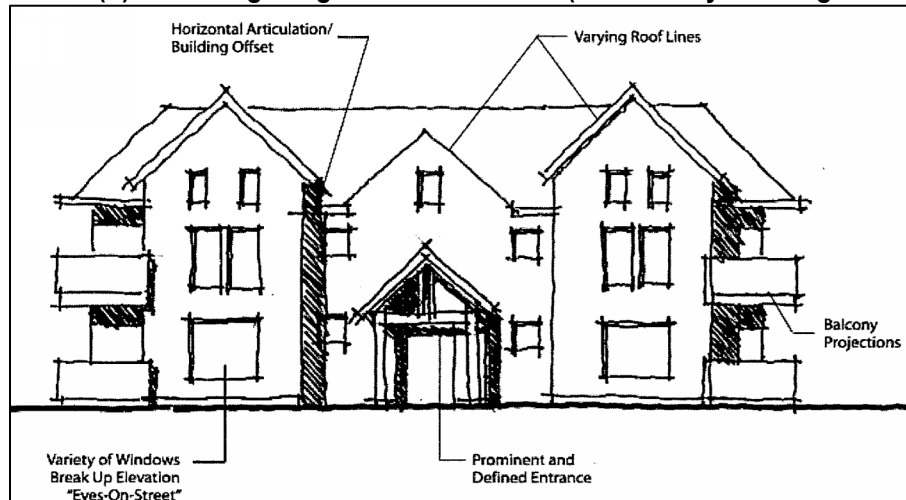 Horizontal Articulation/
Building Offset
Varying Roof Lines
Balcony
Projections
Variety of Windows
Break Up Elevation
"Eyes-On-Street"
Prominent and
Defined Entrance